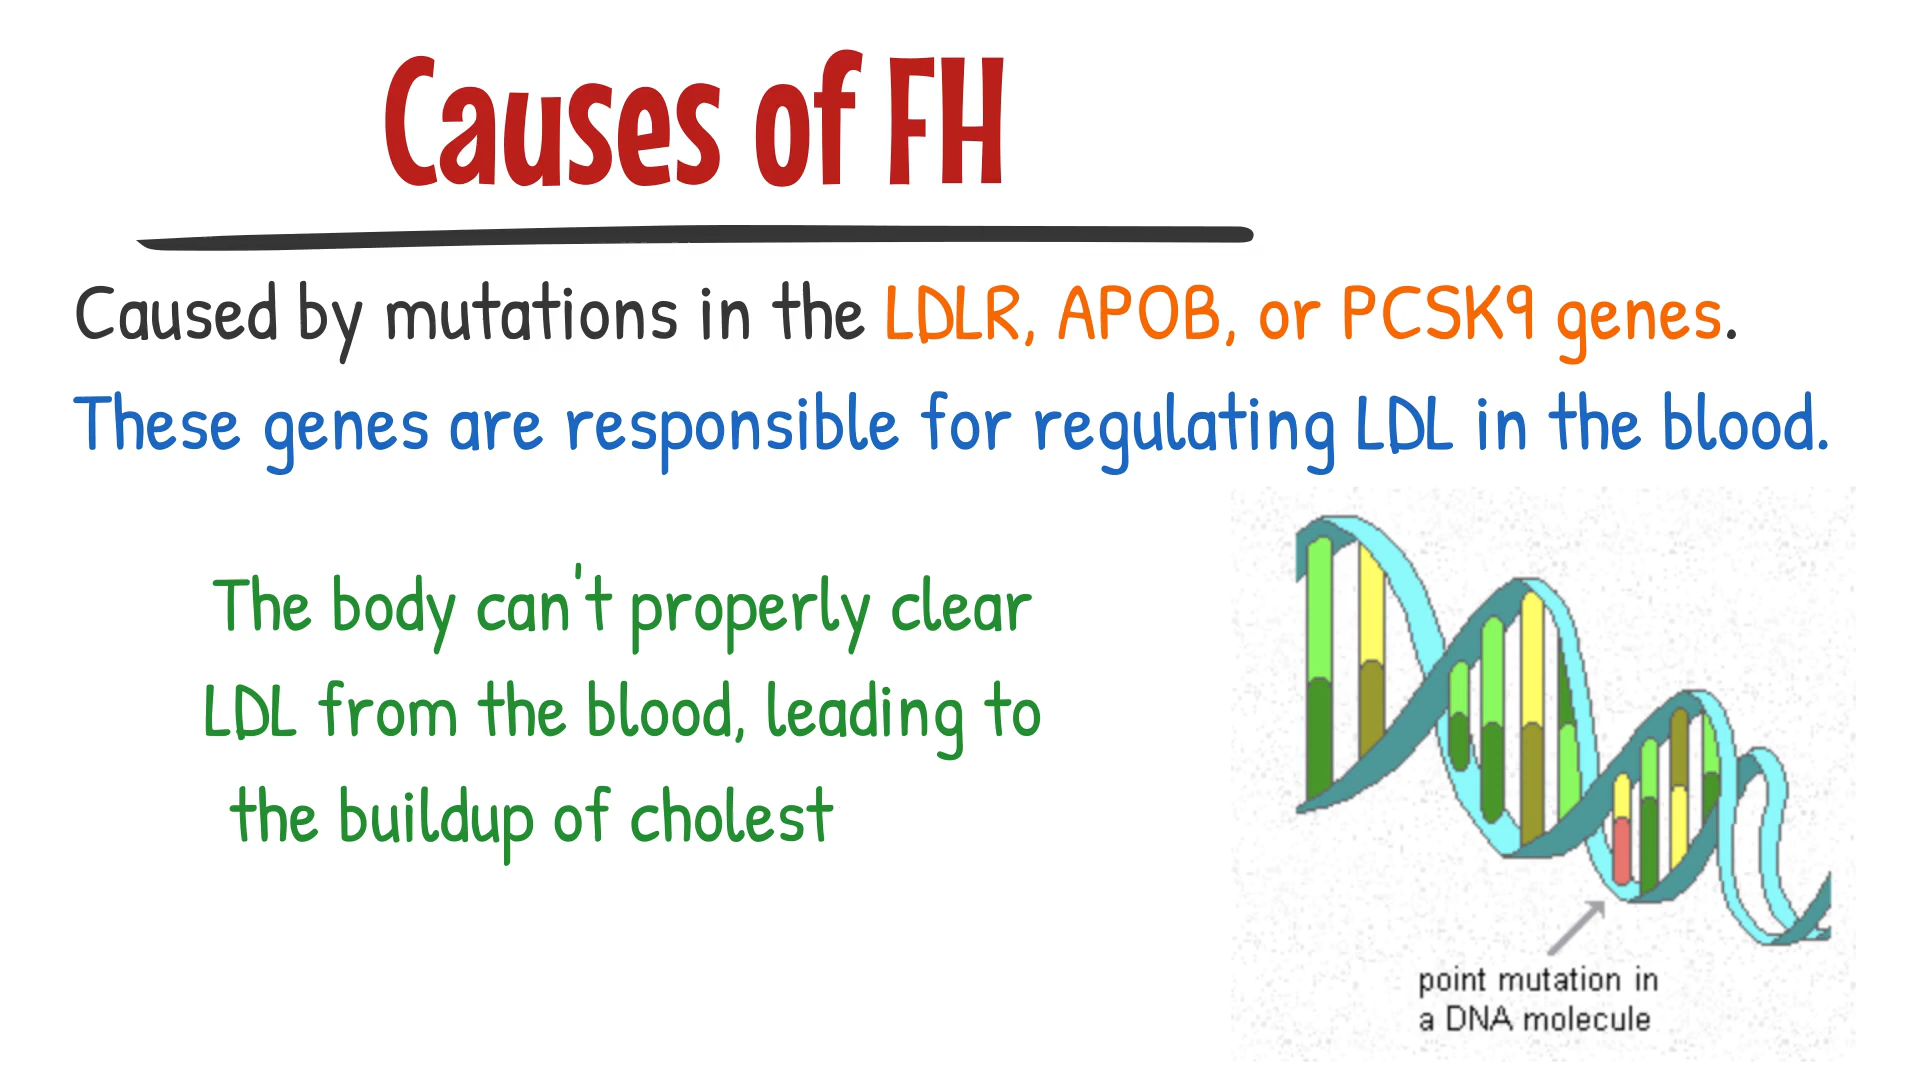 Causes of FH
Caused by mutations in the LDLR, APOB, or PCSK9 genes.
These genes are responsible for regulating LDL in the blood.
The body can't properly clear
LDL from the blood, leading to
the buildup of cholest
point mutation in
a DNA molecule